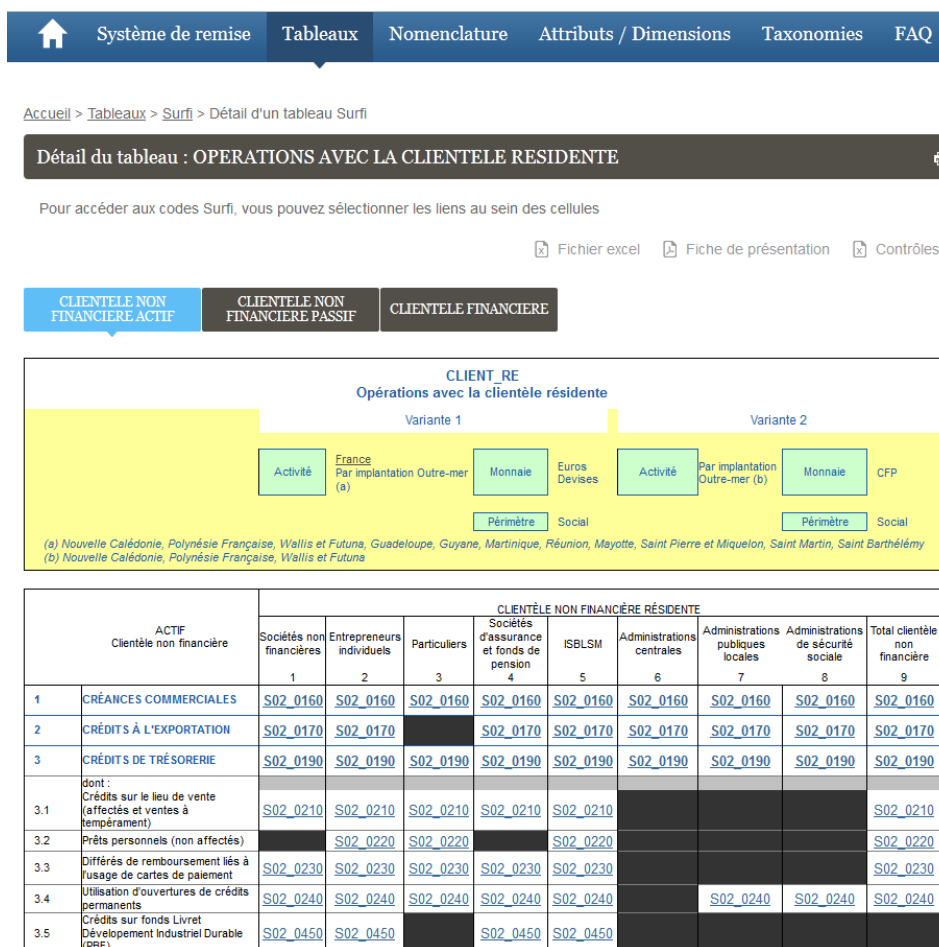 Système de remise Tableaux Nomenclature Attributs / Dimensions Taxonomies FAQ
Accueil > Tableaux > Surfi > Détail d'un tableau Surfi
Détail du tableau : OPERATIONS AVEC LA CLIENTELE RESIDENTE
Pour accéder aux codes Surfi, vous pouvez sélectionner les liens au sein des cellules
Fichier excel Fiche de présentation Contrôles
CLIENTELE NON
FINANCIERE ACTIF
CLIENTELE NON
FINANCIERE PASSIF
CLIENTELE FINANCIERE
CLIENT_RE
Opérations avec la clientèle résidente
Variante 1 Variante 2
Activité
France
Par implantation Outre-mer
(a)
Monnaie
Euros
Devises
Activité
Par implantation
Outre-mer (b)
Monnaie
CFP
Périmètre Social Périmètre Social
(a) Nouvelle Calédonie, Polynésie Française, Wallis et Futuna, Guadeloupe, Guyane, Martinique, Réunion, Mayotte, Saint Pierre et Miquelon, Saint Martin, Saint Barthélémy
(b) Nouvelle Calédonie, Polynésie Française, Wallis et Futuna
ACTIF
Clientèle non financière
CLIENTÈLE NON FINANCIÈRE RÉSIDENTE
Sociétés non
financières
Entrepreneurs
individuels
Particuliers
Sociétés
d'assurance
et fonds de
pension
ISBLSM
Administrations
centrales
Administrations
publiques
locales
Administrations
de sécurité
sociale
Total clientèle
non
financière
1 2 3 4 5 6 7 8 9
1 CRÉANCES COMMERCIALES S02_0160 S02_0160 S02_0160 S02_0160 S02_0160 S02_0160 S02_0160 S02_0160 S02_0160
2 CRÉDITS À L'EXPORTATION S02_0170 S02_0170 S02_0170 S02_0170 S02_0170 S02_0170 S02_0170 S02_0170
3 CRÉDITS DE TRÉSORERIE S02_0190 S02_0190 S02_0190 S02_0190 S02_0190 S02_0190 S02_0190 S02_0190 S02_0190
dont :
3.1 Crédits sur le lieu de vente
(affectés et ventes à
tempérament)
S02_0210 S02_0210 S02_0210 S02_0210 S02_0210 S02_0210
3.2 Prêts personnels (non affectés) S02_0220 S02_0220 S02_0220 S02_0220
3.3 Différés de remboursement liés à
l'usage de cartes de paiement
S02_0230 S02_0230 S02_0230 S02_0230 S02_0230 S02_0230
3.4 Utilisation d'ouvertures de crédits
permanents
S02_0240 S02_0240 S02_0240 S02_0240 S02_0240 S02_0240 S02_0240 S02_0240
3.5 Crédits sur fonds Livret
Dévelopement Industriel Durable
(PBE)
S02_0450 S02_0450 S02_0450 S02_0450